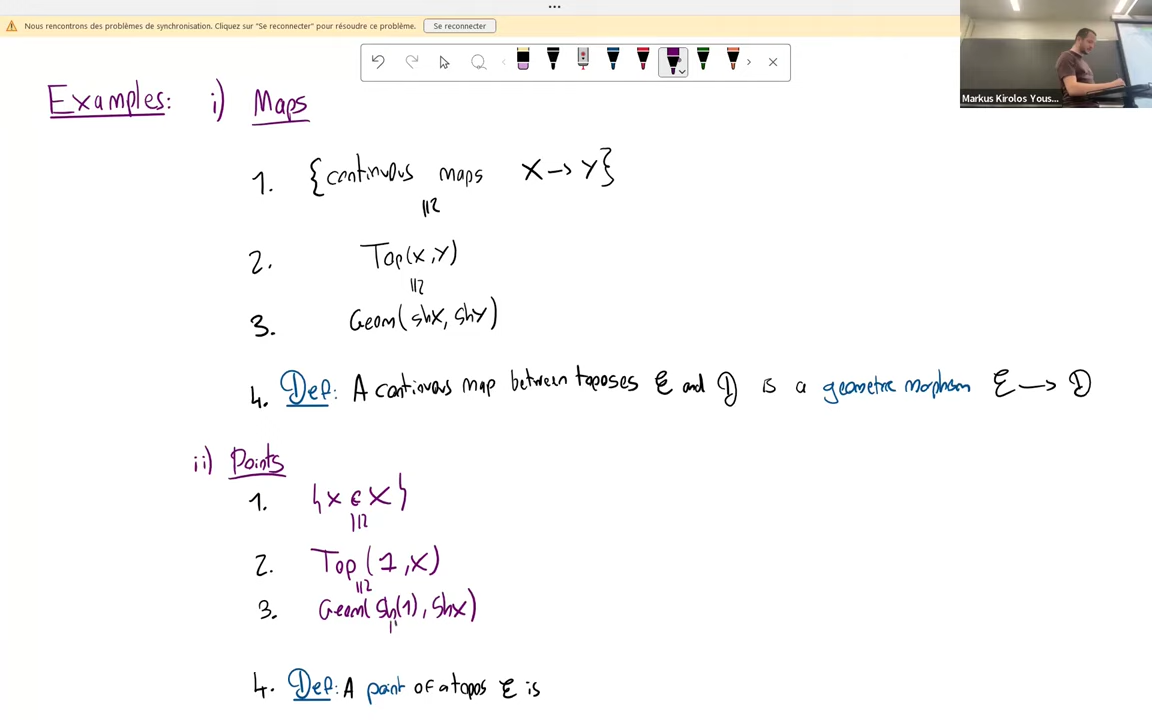 Nous rencontrons des problèmes de synchronisation. Cliquez sur "Se reconnecter" pour résoudre ce problème. Se reconnecter
Markus Kirolos Yous...
Examples: i) Maps
1. {continuous maps X → Y}
≅
2. Top(X,Y)
≅
3. Geom(ShX, ShY)
4. Def: A continuous map between toposes ℰ and 𝒟 is a geometric morphism ℰ → 𝒟
ii) Points
1. {x ∈ X}
≅
2. Top(1,X)
≅
3. Geom(Sh(1), ShX)
4. Def: A point of a topos ℰ is